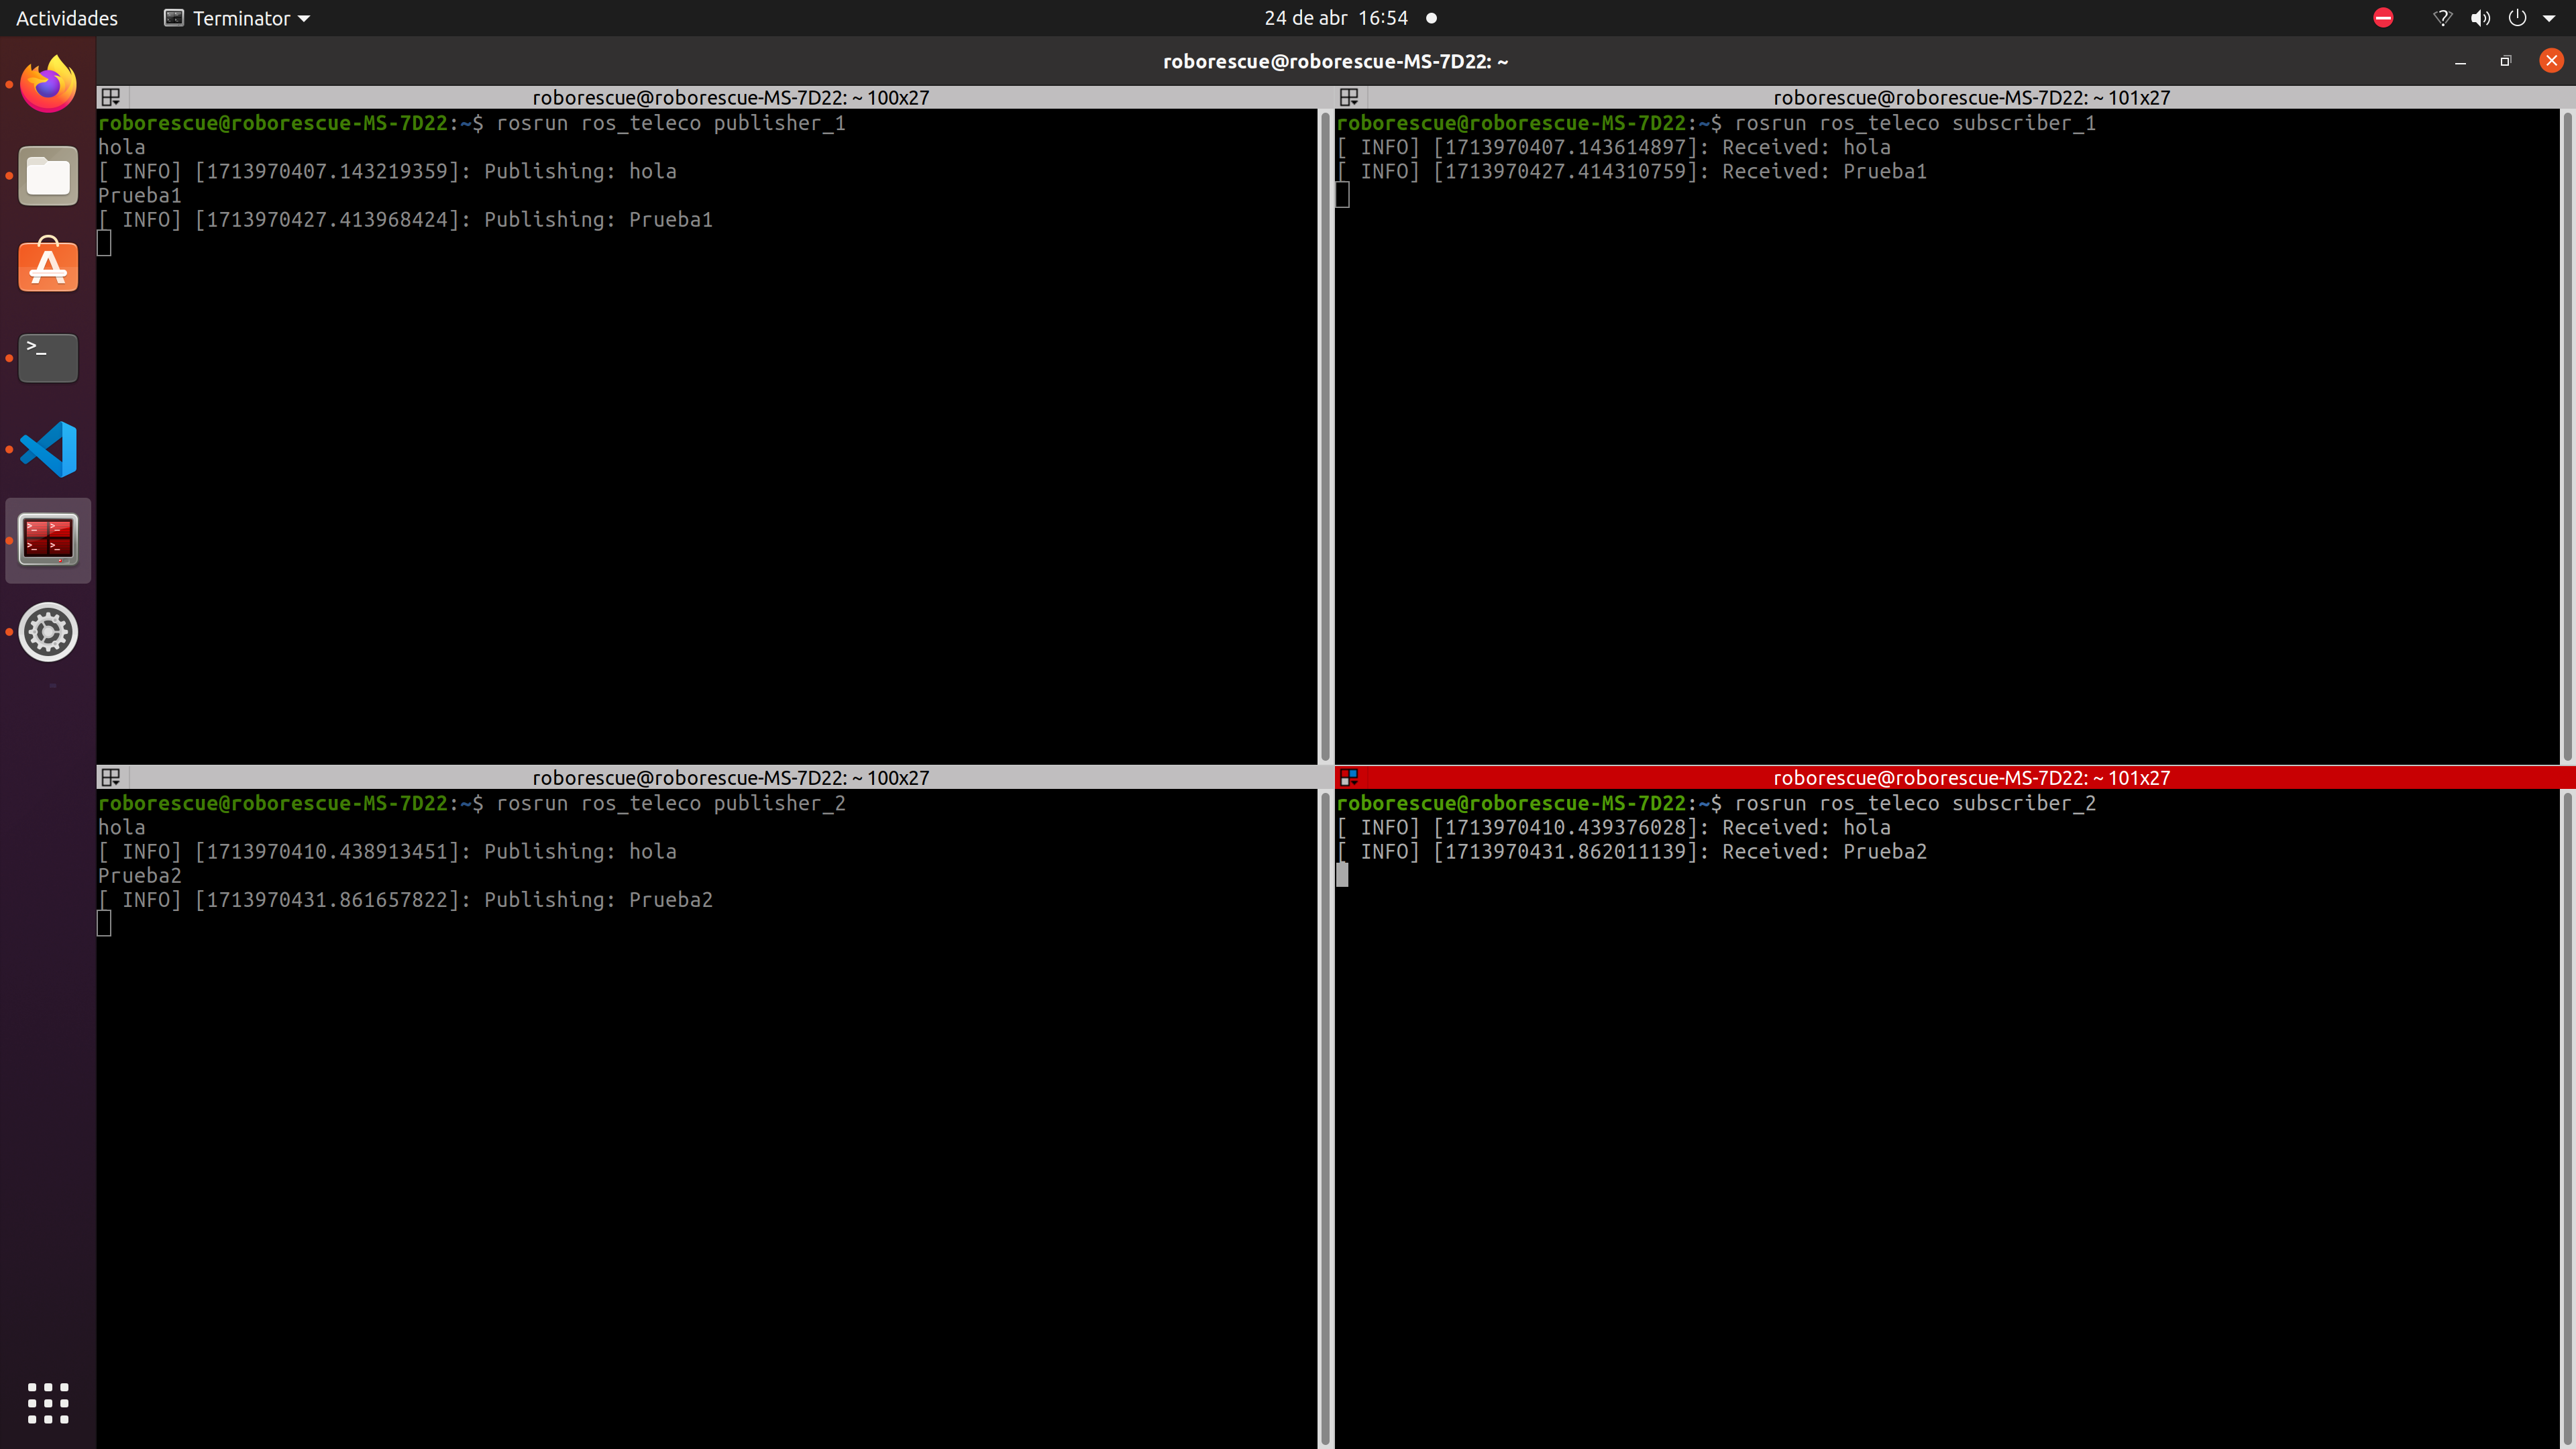 Actividades Terminator 24 de abr 16:54
roborescue@roborescue-MS-7D22: ~
roborescue@roborescue-MS-7D22: ~ 100x27
roborescue@roborescue-MS-7D22:~$ rosrun ros_teleco publisher_1
hola
[ INFO] [1713970407.143219359]: Publishing: hola
Prueba1
[ INFO] [1713970427.413968424]: Publishing: Prueba1
roborescue@roborescue-MS-7D22: ~ 101x27
roborescue@roborescue-MS-7D22:~$ rosrun ros_teleco subscriber_1
[ INFO] [1713970407.143614897]: Received: hola
[ INFO] [1713970427.414310759]: Received: Prueba1
roborescue@roborescue-MS-7D22: ~ 100x27
roborescue@roborescue-MS-7D22:~$ rosrun ros_teleco publisher_2
hola
[ INFO] [1713970410.438913451]: Publishing: hola
Prueba2
[ INFO] [1713970431.861657822]: Publishing: Prueba2
roborescue@roborescue-MS-7D22: ~ 101x27
roborescue@roborescue-MS-7D22:~$ rosrun ros_teleco subscriber_2
[ INFO] [1713970410.439376028]: Received: hola
[ INFO] [1713970431.862011139]: Received: Prueba2